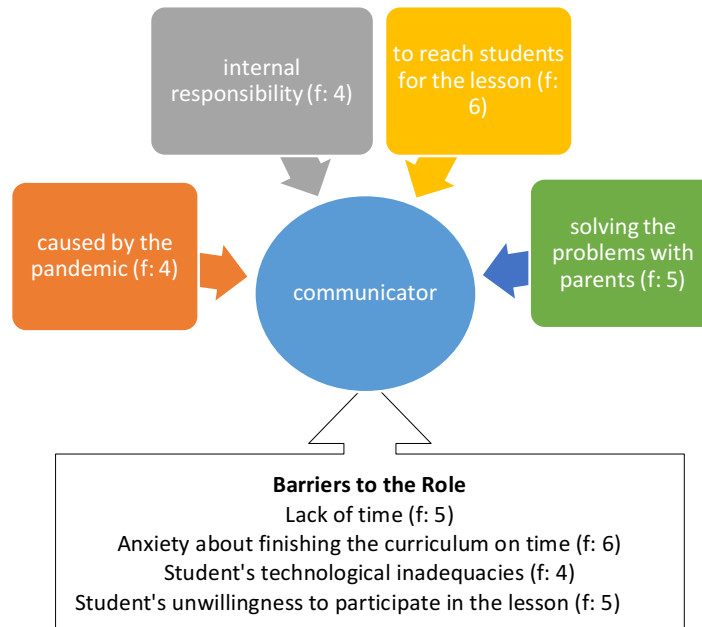 internal
responsibility (f: 4)
to reach students
for the lesson (f:
6)
caused by the
pandemic (f: 4)
solving the
problems with
parents (f: 5)
communicator
Barriers to the Role
Lack of time (f: 5)
Anxiety about finishing the curriculum on time (f: 6)
Student's technological inadequacies (f: 4)
Student's unwillingness to participate in the lesson (f: 5)